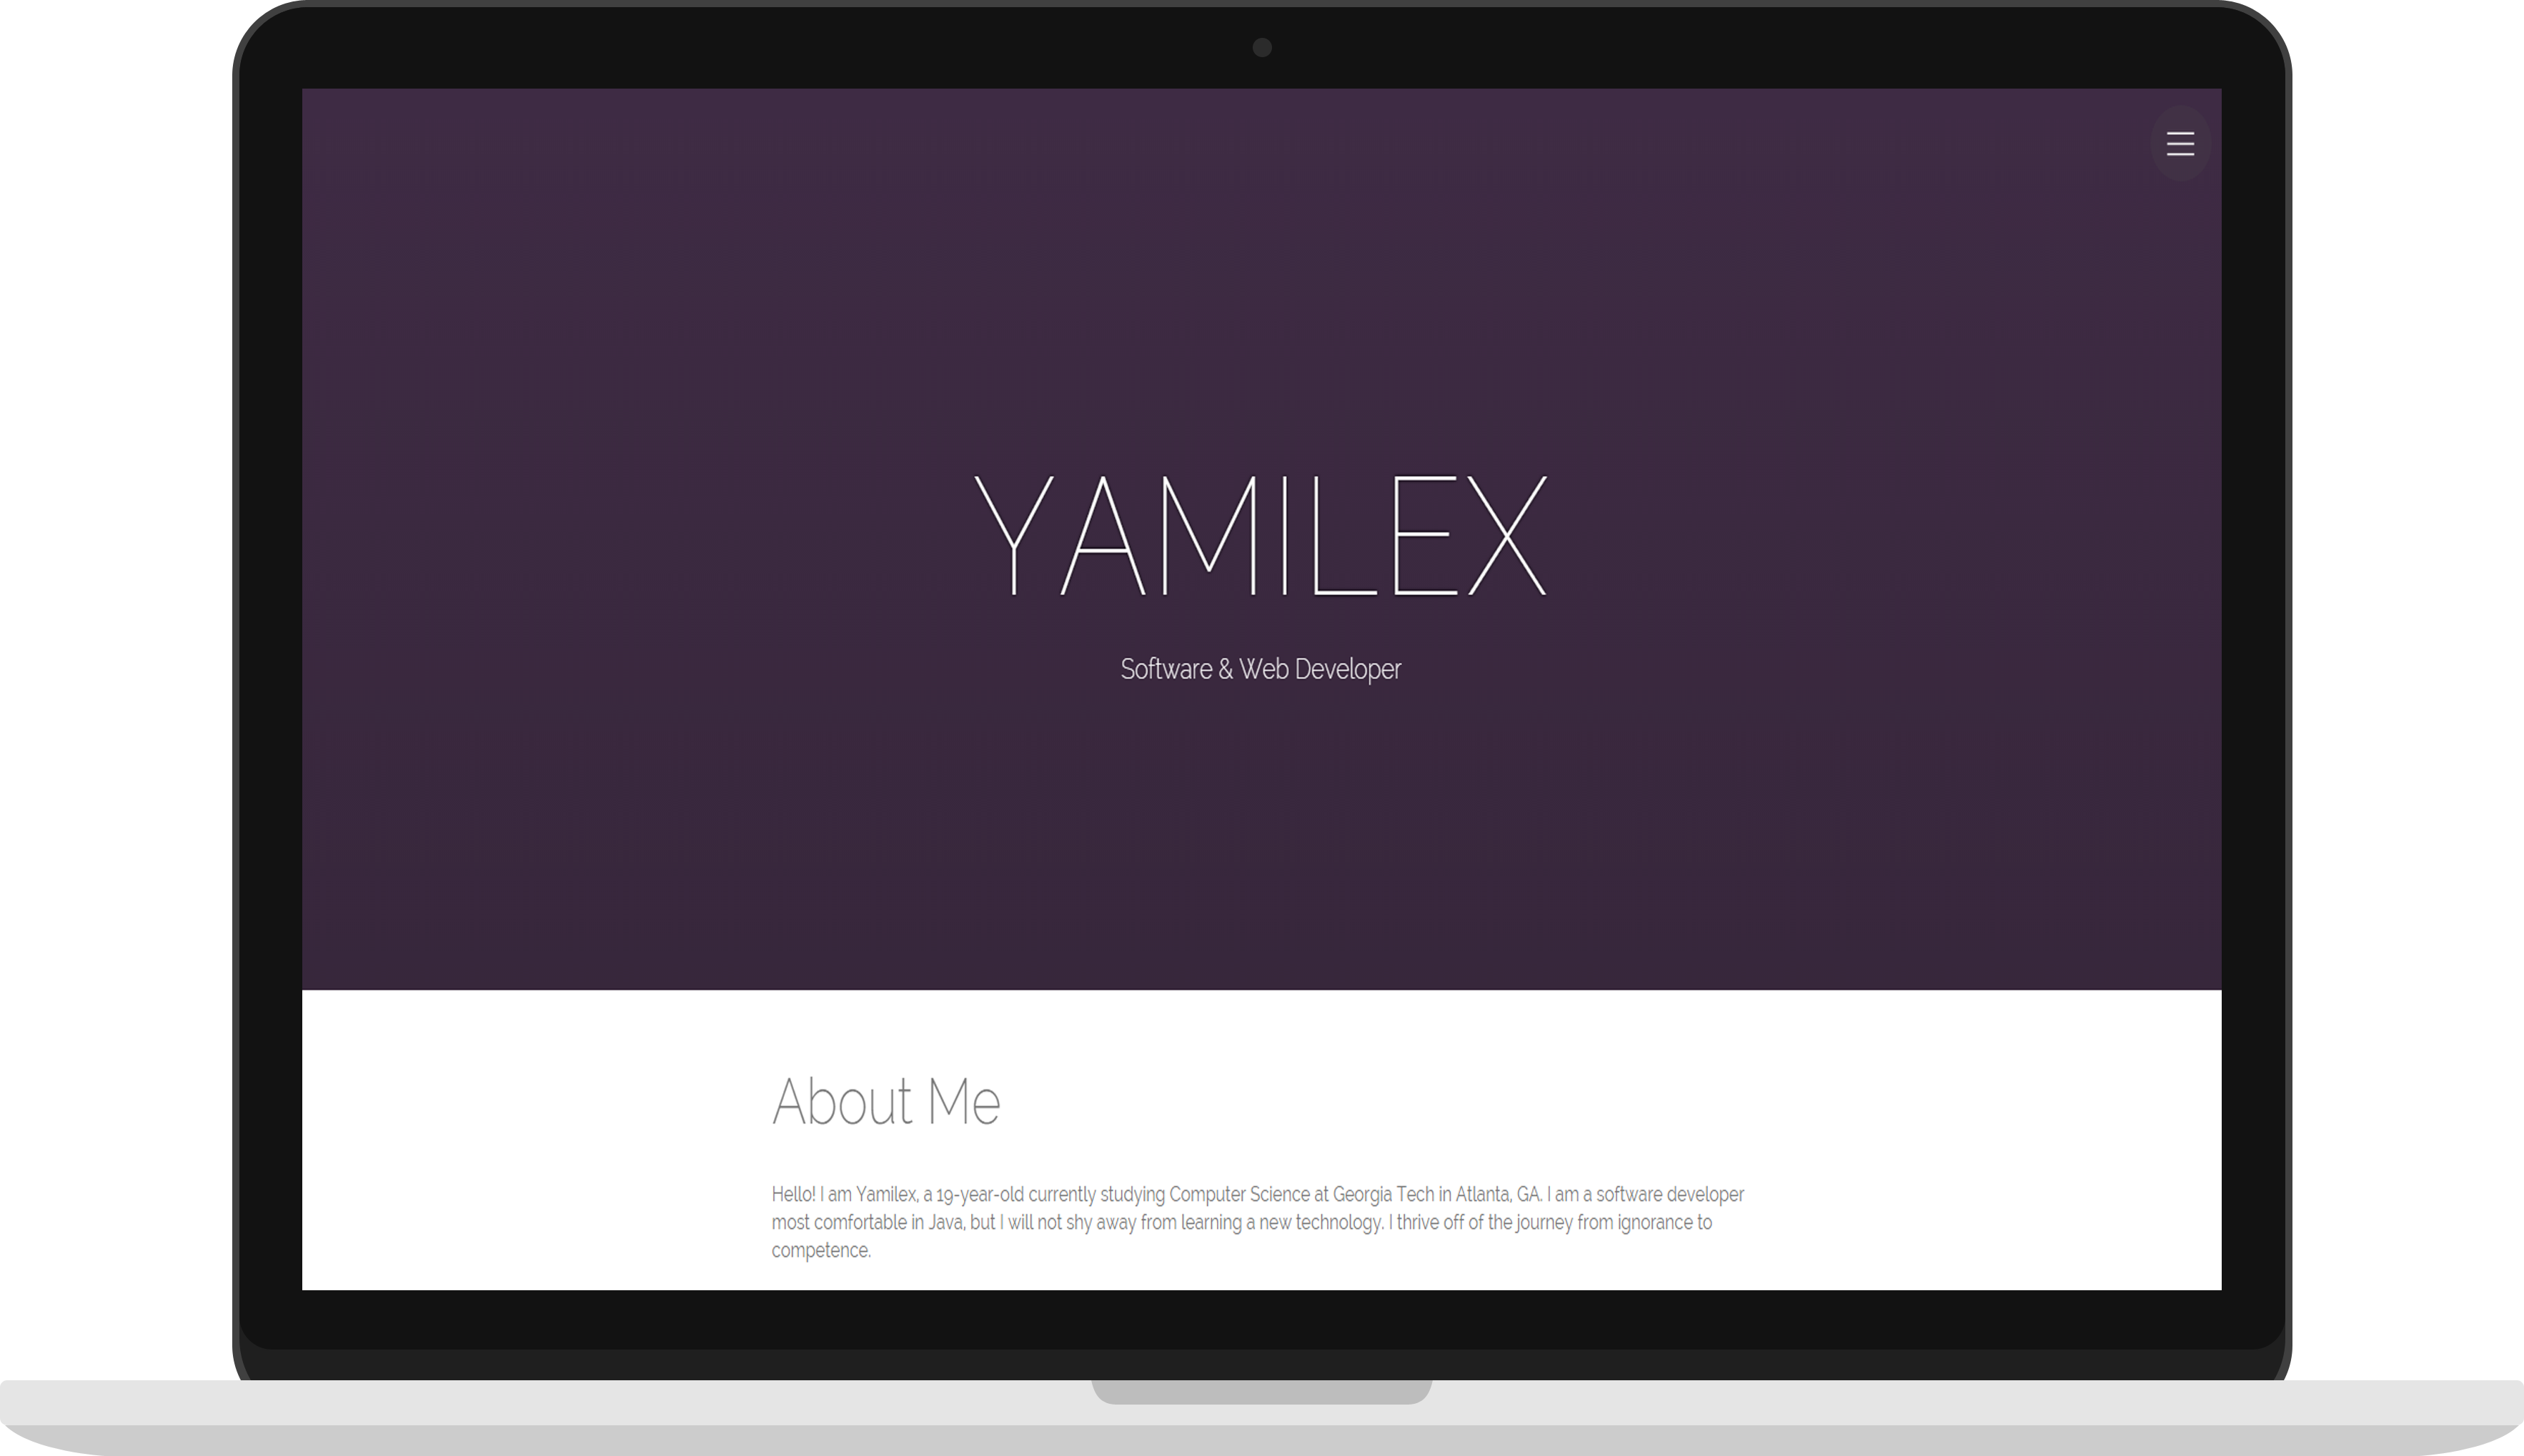 YAMILEX
Software & Web Developer
About Me
Hello! I am Yamilex, a 19-year-old currently studying Computer Science at Georgia Tech in Atlanta, GA. I am a software developer
most comfortable in Java, but I will not shy away from learning a new technology. I thrive off of the journey from ignorance to
competence.